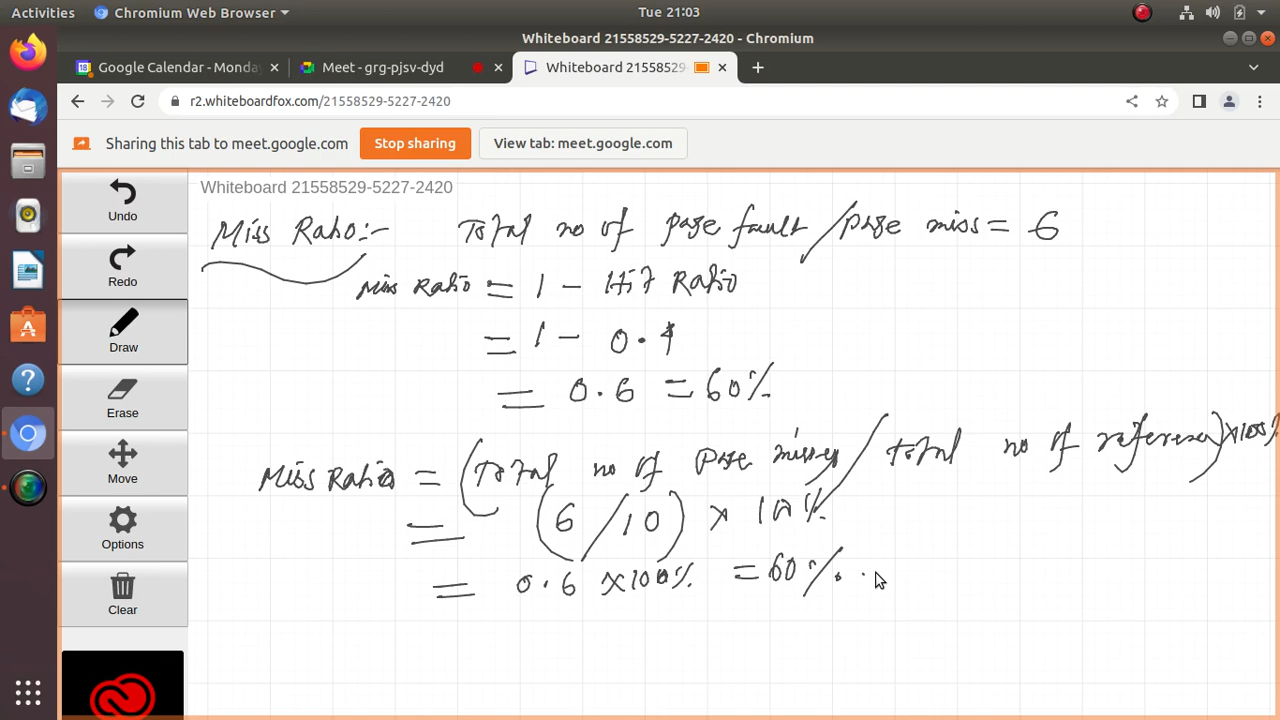 Activities Chromium Web Browser Tue 21:03
Whiteboard 21558529-5227-2420 - Chromium
Google Calendar - Monda Meet - grg-pjsv-dyd Whiteboard 21558529-5227-2420
r2.whiteboardfox.com/21558529-5227-2420
Sharing this tab to meet.google.com Stop sharing View tab: meet.google.com
Whiteboard 21558529-5227-2420
Undo
Redo
Draw
Erase
Move
Options
Clear
Miss Ratio:- Total no of page fault/page miss = 6
Miss Ratio = 1 - Hit Ratio
= 1 - 0.4
= 0.6 = 60%
Miss Ratio = (Total no of page misses / total no of references) × 100%
= (6/10) × 100%
= 0.6 × 100% = 60%.